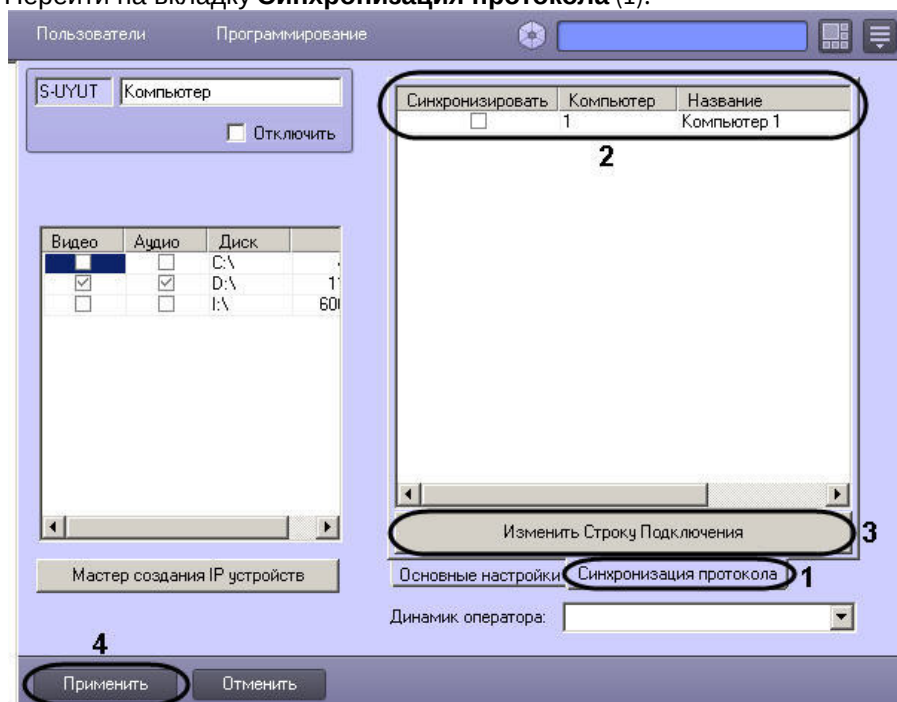 Перейти на вкладку Синхронизация протокола (1).
Пользователи Программирование
S-UYUT Компьютер
Отключить
Синхронизировать Компьютер Название
1 Компьютер 1
2
Видео Аудио Диск
C:\
D:\ 1
I:\ 60
Изменить Строку Подключения 3
Мастер создания IP устройств
Основные настройки Синхронизация протокола 1
Динамик оператора:
4
Применить Отменить